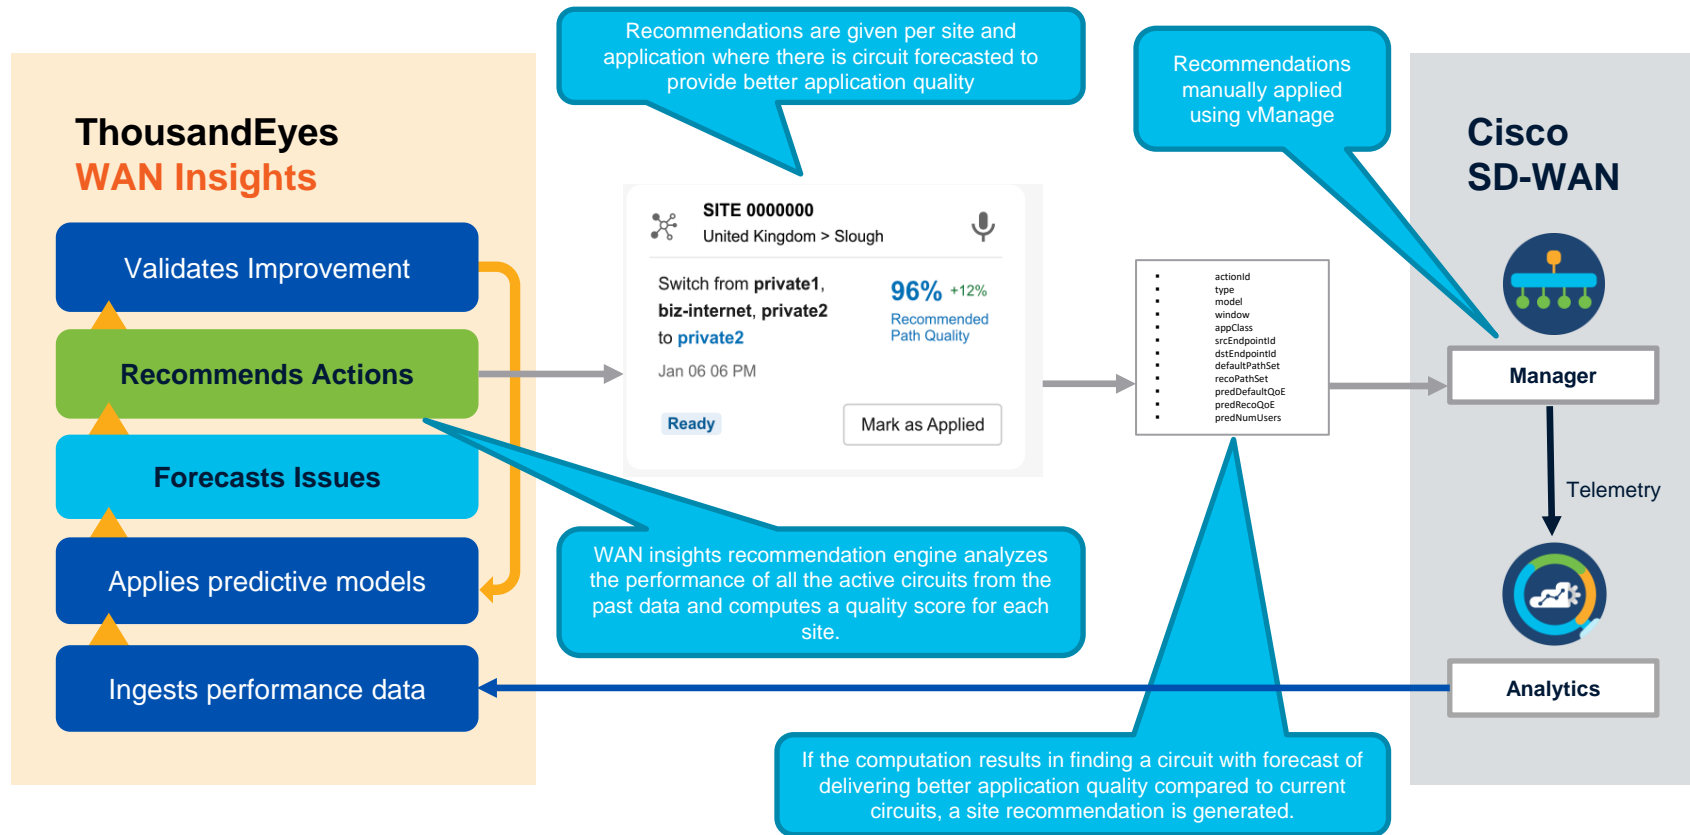 Recommendations are given per site and
application where there is circuit forecasted to
provide better application quality
Recommendations
manually applied
using vManage
ThousandEyes
WAN Insights
Cisco
SD-WAN
Validates Improvement
Recommends Actions
Forecasts Issues
Applies predictive models
Ingests performance data
SITE 0000000
United Kingdom > Slough
Switch from private1,
biz-internet, private2
to private2
96% +12%
Recommended
Path Quality
Jan 06 06 PM
Ready
Mark as Applied
▪ actionId
▪ type
▪ model
▪ window
▪ appClass
▪ srcEndpointId
▪ dstEndpointId
▪ defaultPathSet
▪ recoPathSet
▪ predDefaultQoE
▪ predRecoQoE
▪ predNumUsers
Manager
Telemetry
Analytics
WAN insights recommendation engine analyzes
the performance of all the active circuits from the
past data and computes a quality score for each
site.
If the computation results in finding a circuit with forecast of
delivering better application quality compared to current
circuits, a site recommendation is generated.